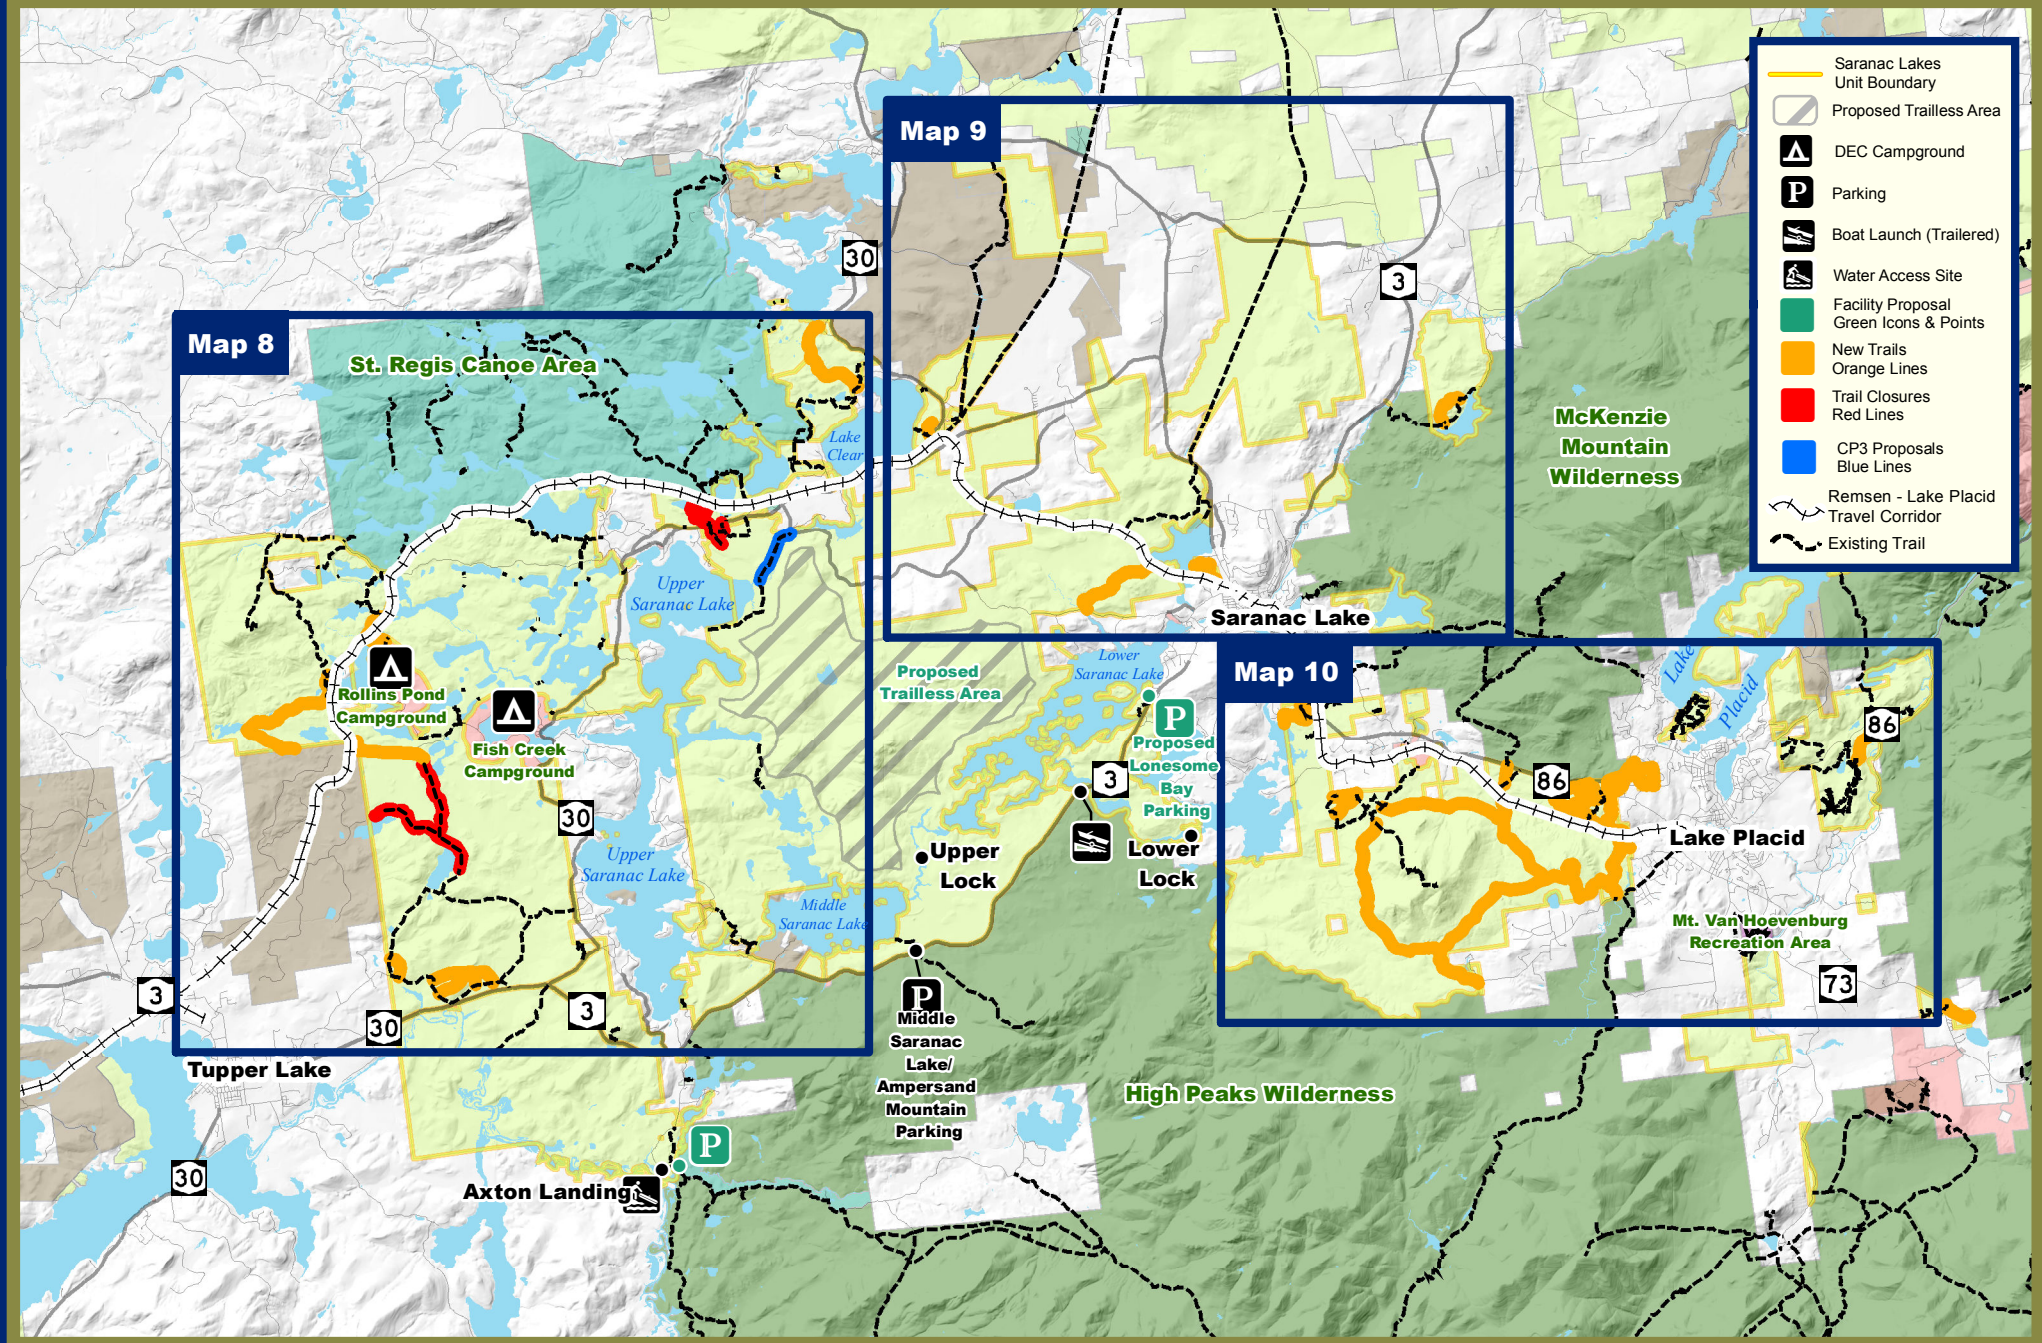 Map 9
Map 8
Map 10
Saranac Lakes
Unit Boundary
Proposed Trailless Area
DEC Campground
P
Parking
Boat Launch (Trailered)
Water Access Site
Facility Proposal
Green Icons & Points
New Trails
Orange Lines
Trail Closures
Red Lines
CP3 Proposals
Blue Lines
Remsen - Lake Placid
Travel Corridor
Existing Trail
30
3
St. Regis Canoe Area
Lake
Clear
McKenzie
Mountain
Wilderness
Upper
Saranac Lake
Saranac Lake
Rollins Pond
Campground
Fish Creek
Campground
Proposed
Trailless Area
Lower
Saranac Lake
P
Proposed
Lonesome
Bay
Parking
3
Lake
Placid
86
86
30
Upper
Saranac Lake
Upper
Lock
Lower
Lock
Lake Placid
Middle
Saranac Lake
Mt. Van Hoevenburg
Recreation Area
73
3
30
3
P
Middle
Saranac
Lake/
Ampersand
Mountain
Parking
Tupper Lake
High Peaks Wilderness
P
30
Axton Landing